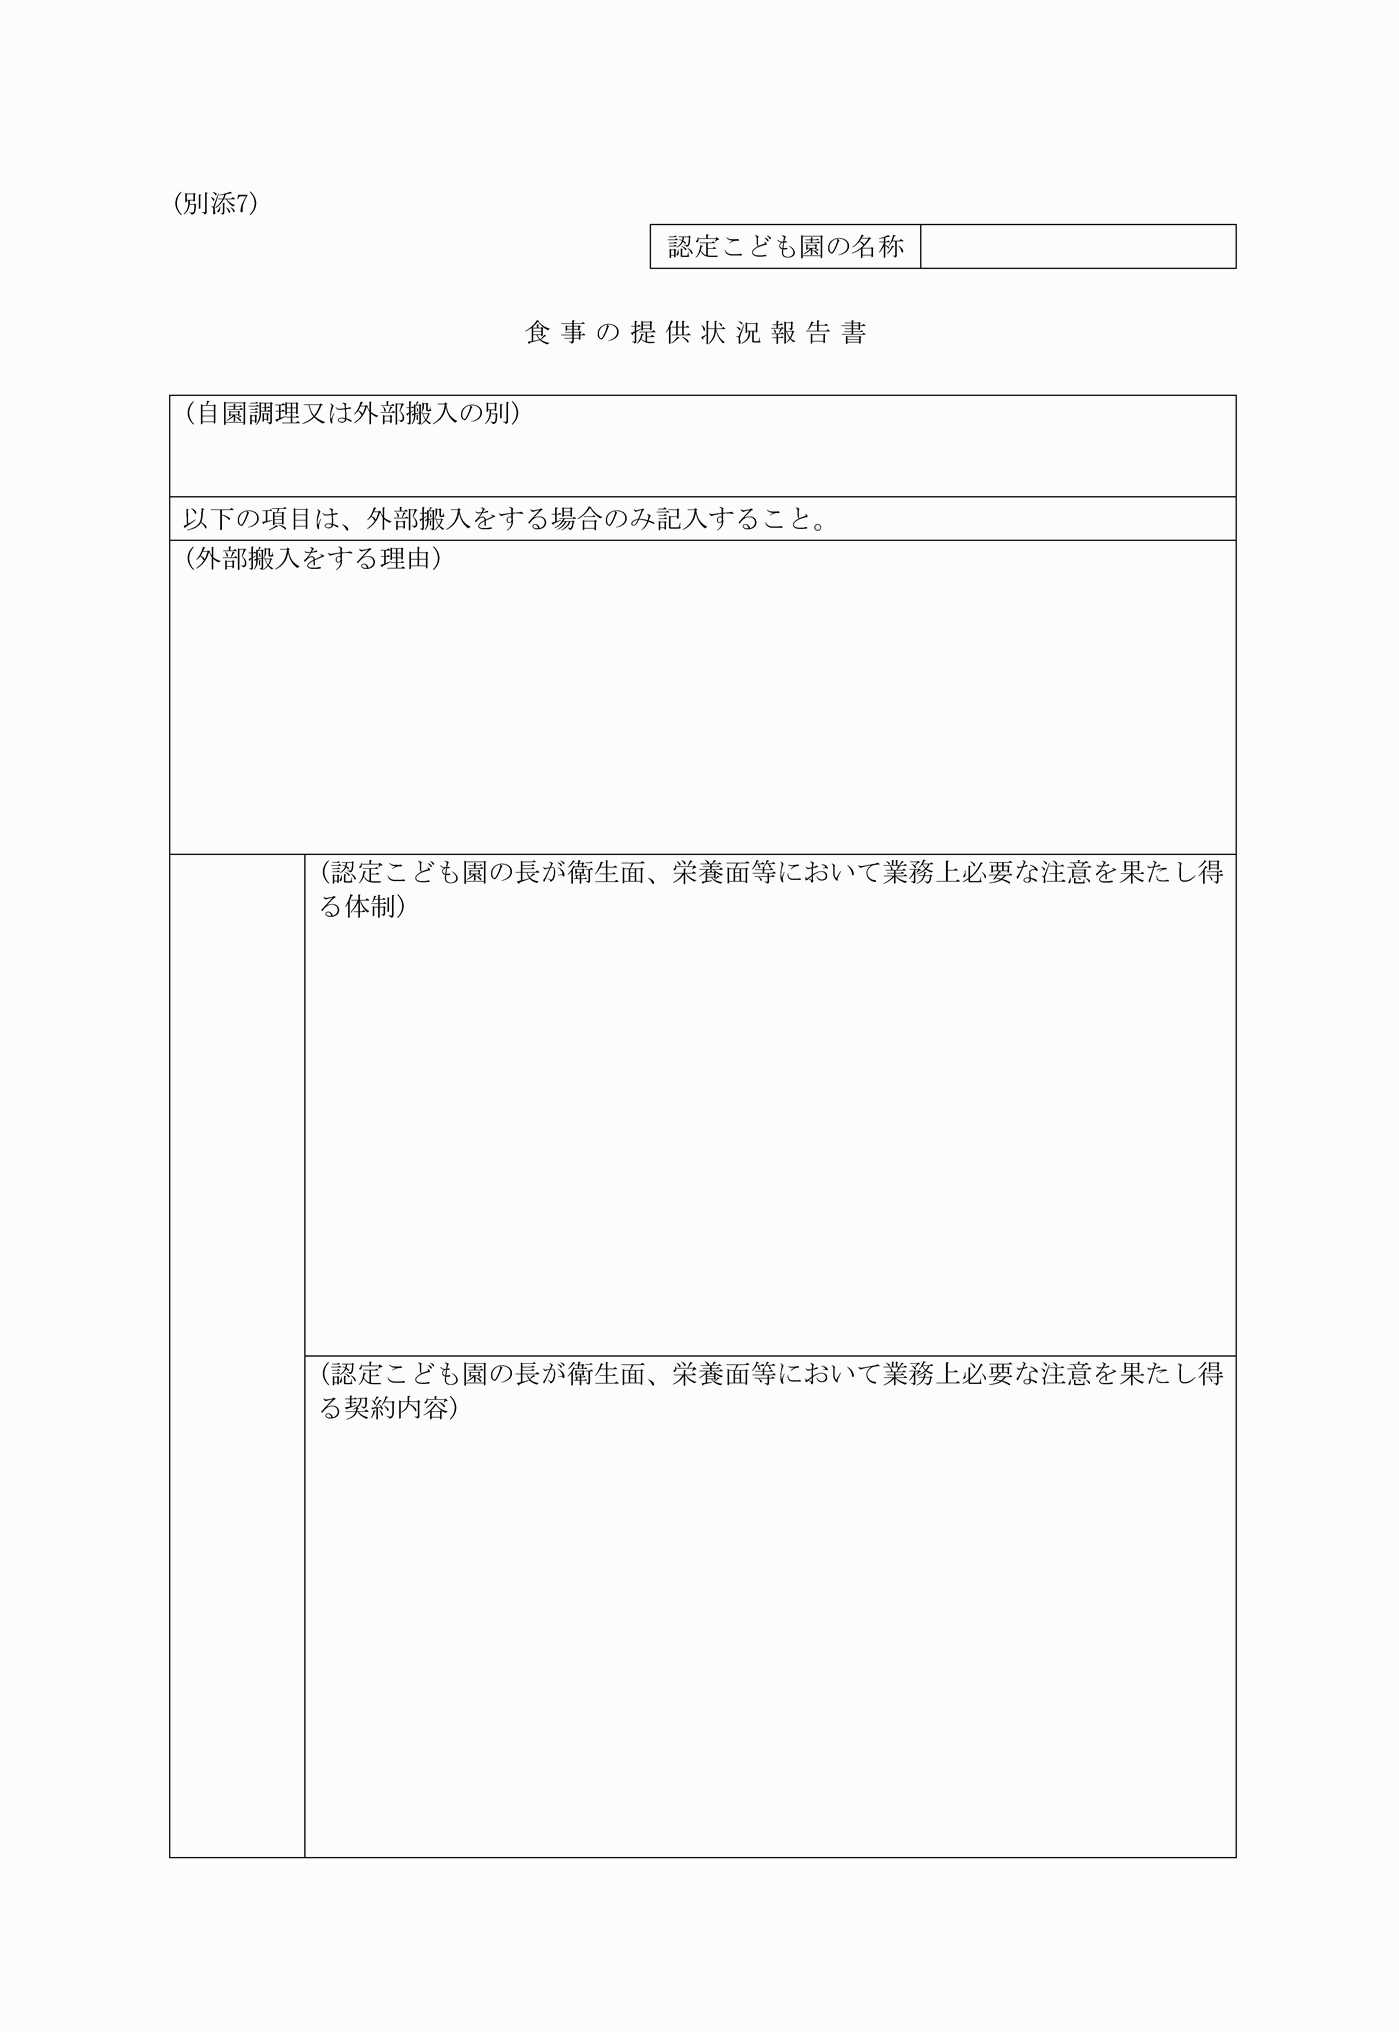 （別添7）
認定こども園の名称
食事の提供状況報告書
（自園調理又は外部搬入の別）
以下の項目は、外部搬入をする場合のみ記入すること。
（外部搬入をする理由）
（認定こども園の長が衛生面、栄養面等において業務上必要な注意を果たし得
る体制）
（認定こども園の長が衛生面、栄養面等において業務上必要な注意を果たし得
る契約内容）